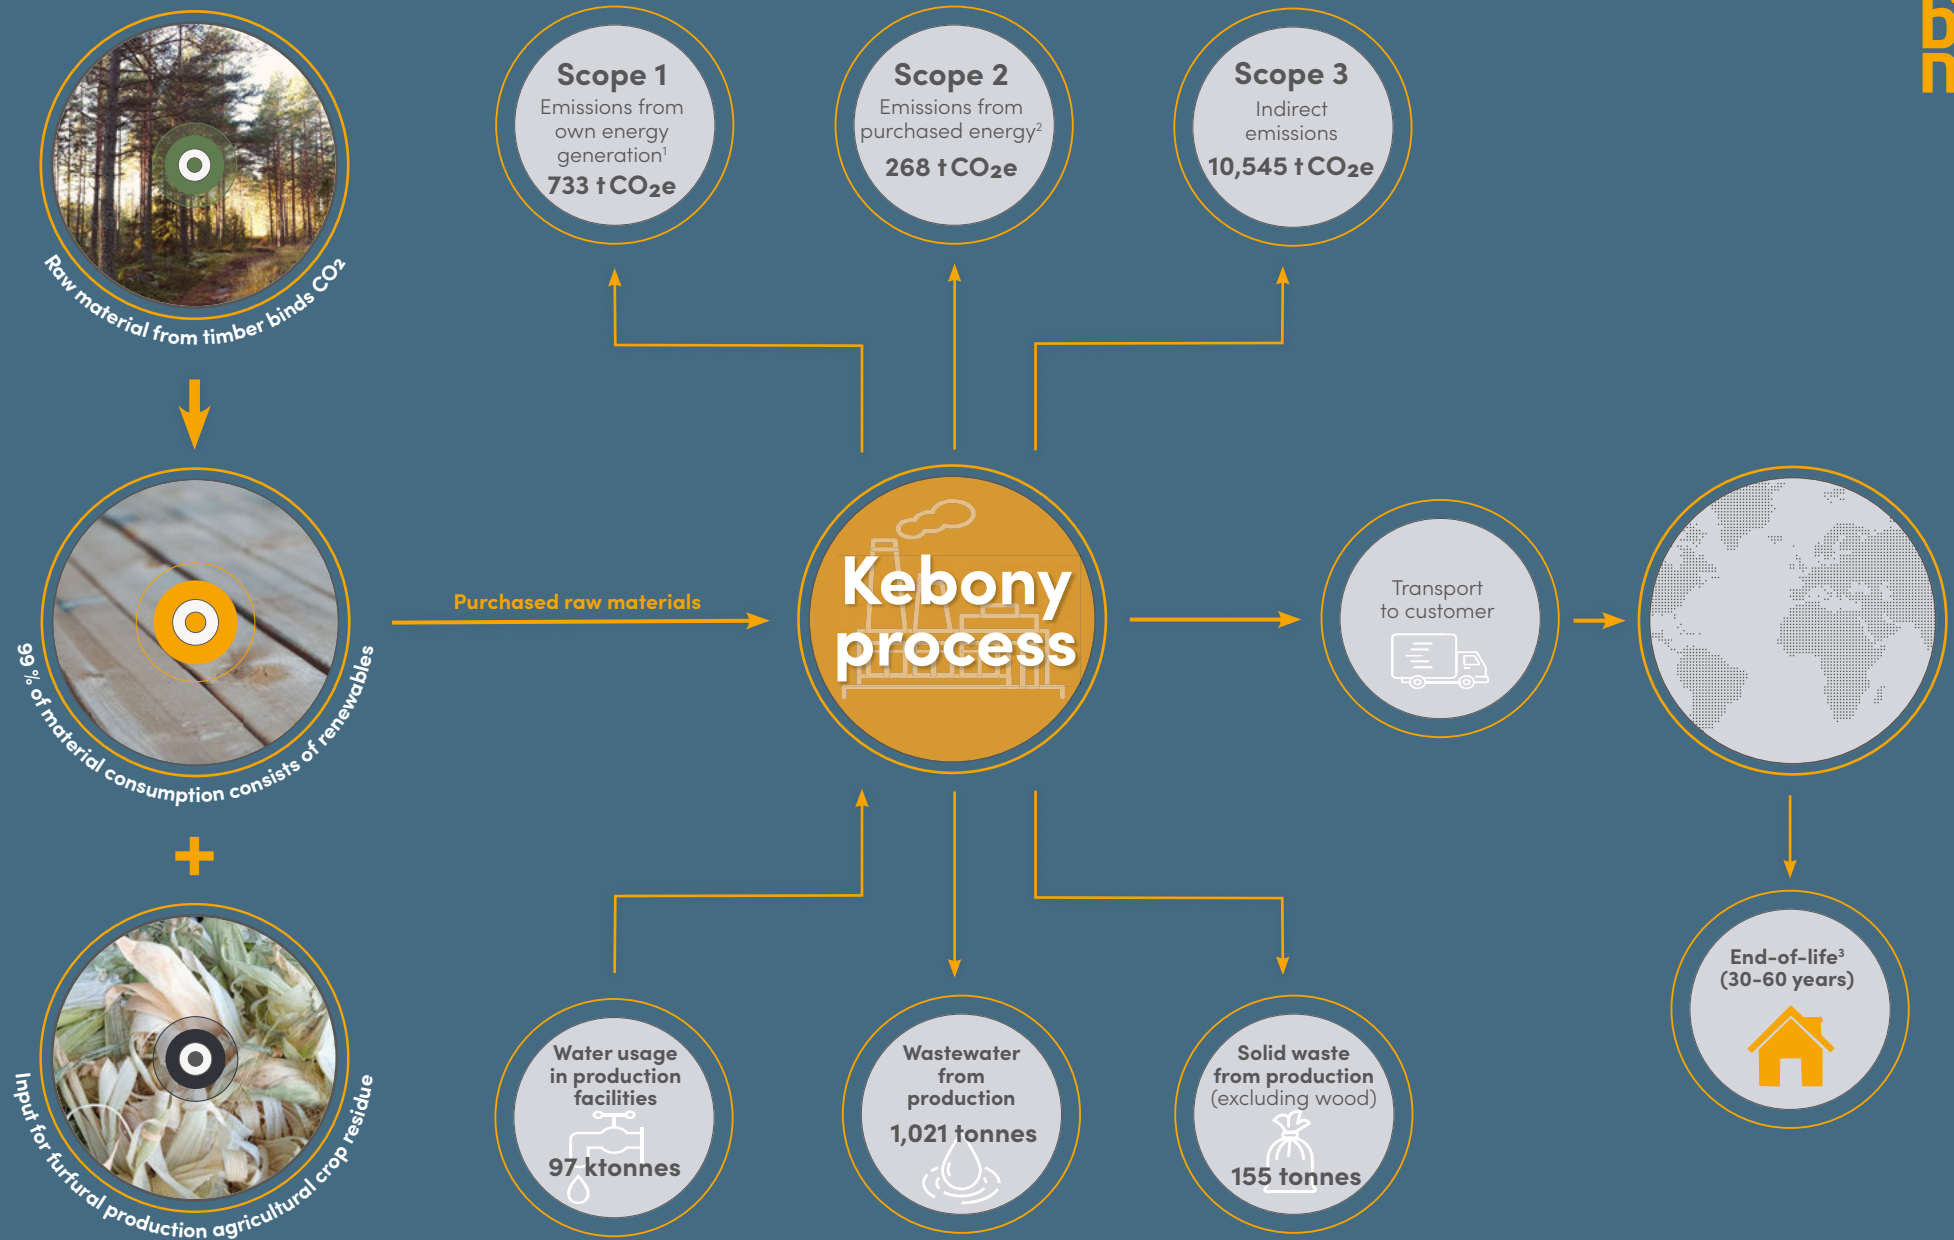 b
n
Scope 1
Emissions from
own energy
generation¹
733 t CO₂e
Scope 2
Emissions from
purchased energy²
268 t CO₂e
Scope 3
Indirect
emissions
10,545 t CO₂e
Raw material from timber binds CO2
99 % of material consumption consists of renewables
Purchased raw materials
Kebony
process
Transport
to customer
Input for furfural production agricultural crop residue
Water usage
in production
facilities
97 ktonnes
Wastewater
from
production
1,021 tonnes
Solid waste
from production
(excluding wood)
155 tonnes
End-of-life³
(30-60 years)